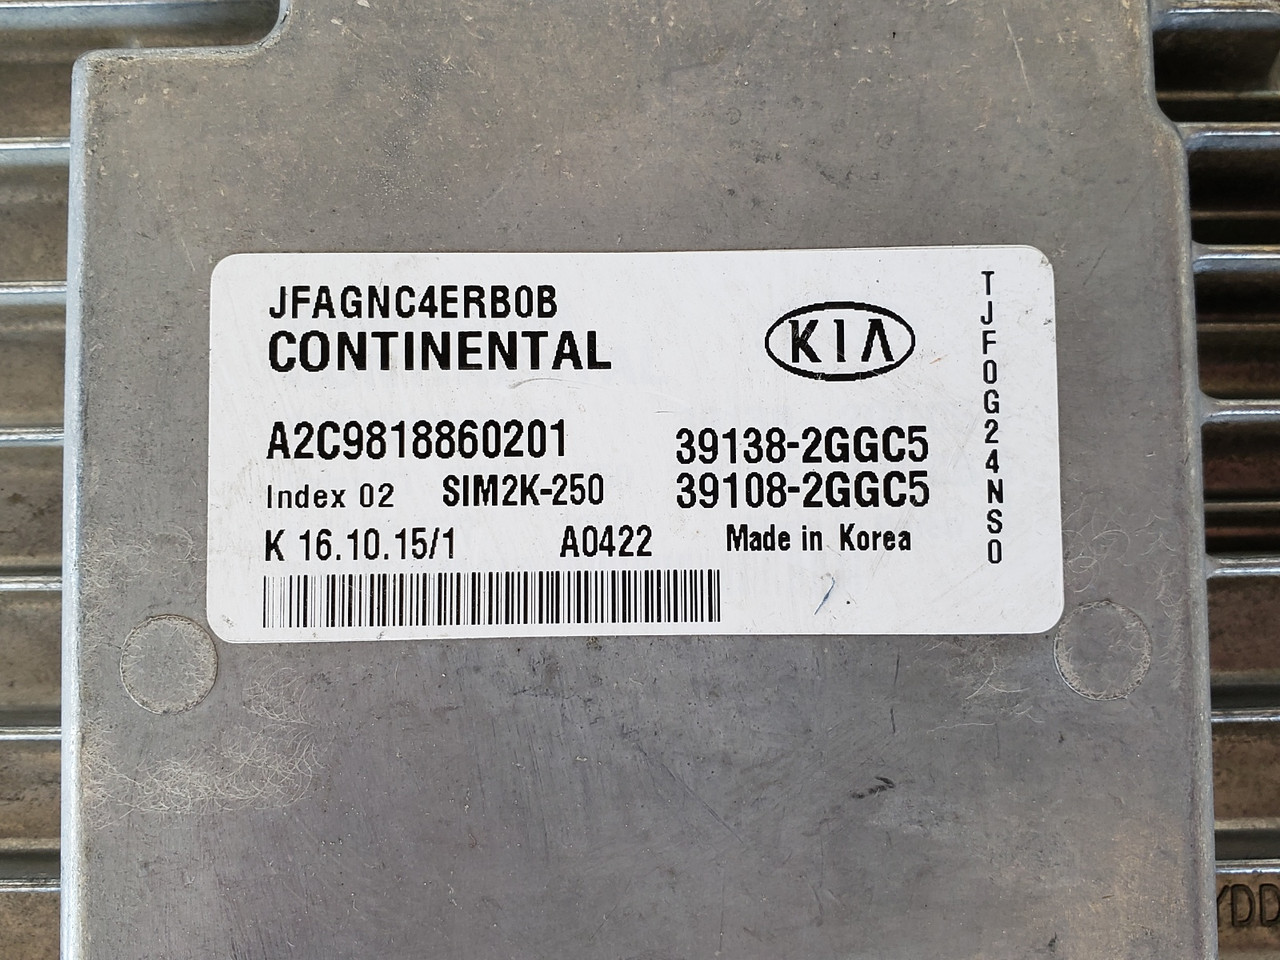 JFAGNC4ERB0B
CONTINENTAL
KIA
A2C9818860201
39138-2GGC5
Index 02 SIM2K-250
39108-2GGC5
K 16.10.15/1 A0422 Made in Korea
TJF0G24NS0